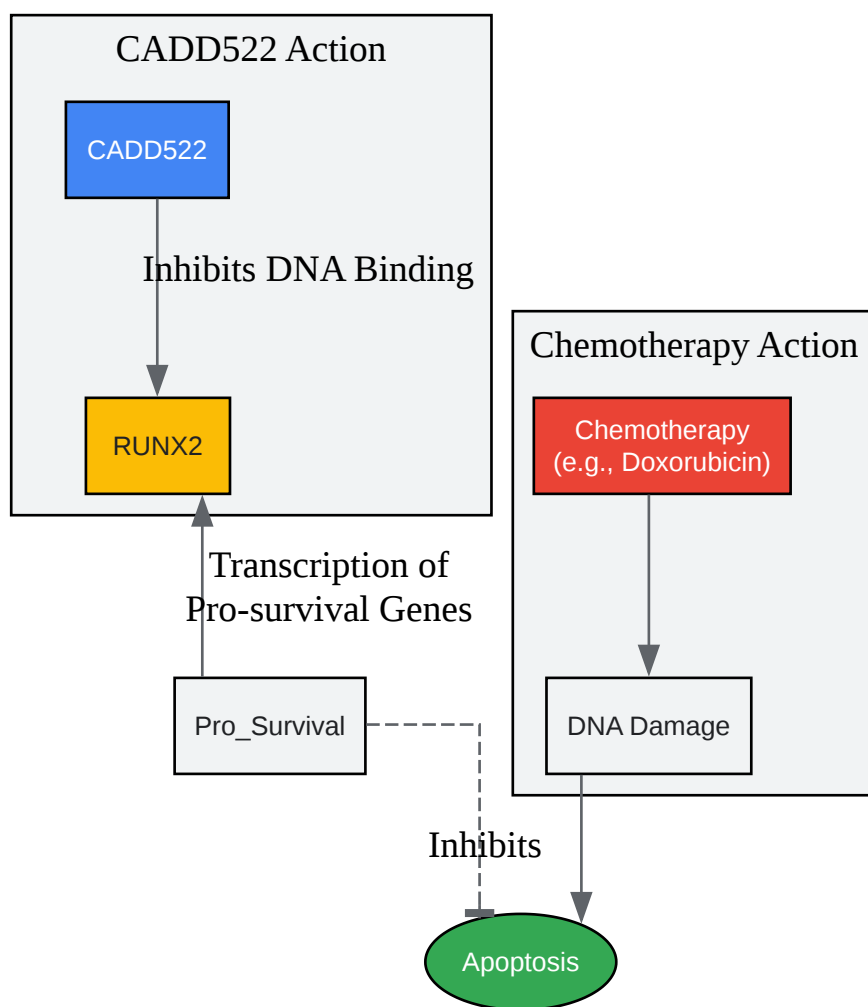 CADD522 Action
CADD522
Inhibits DNA Binding
RUNX2
Transcription of
Pro-survival Genes
Pro_Survival
Chemotherapy Action
Chemotherapy
(e.g., Doxorubicin)
DNA Damage
Inhibits
Apoptosis